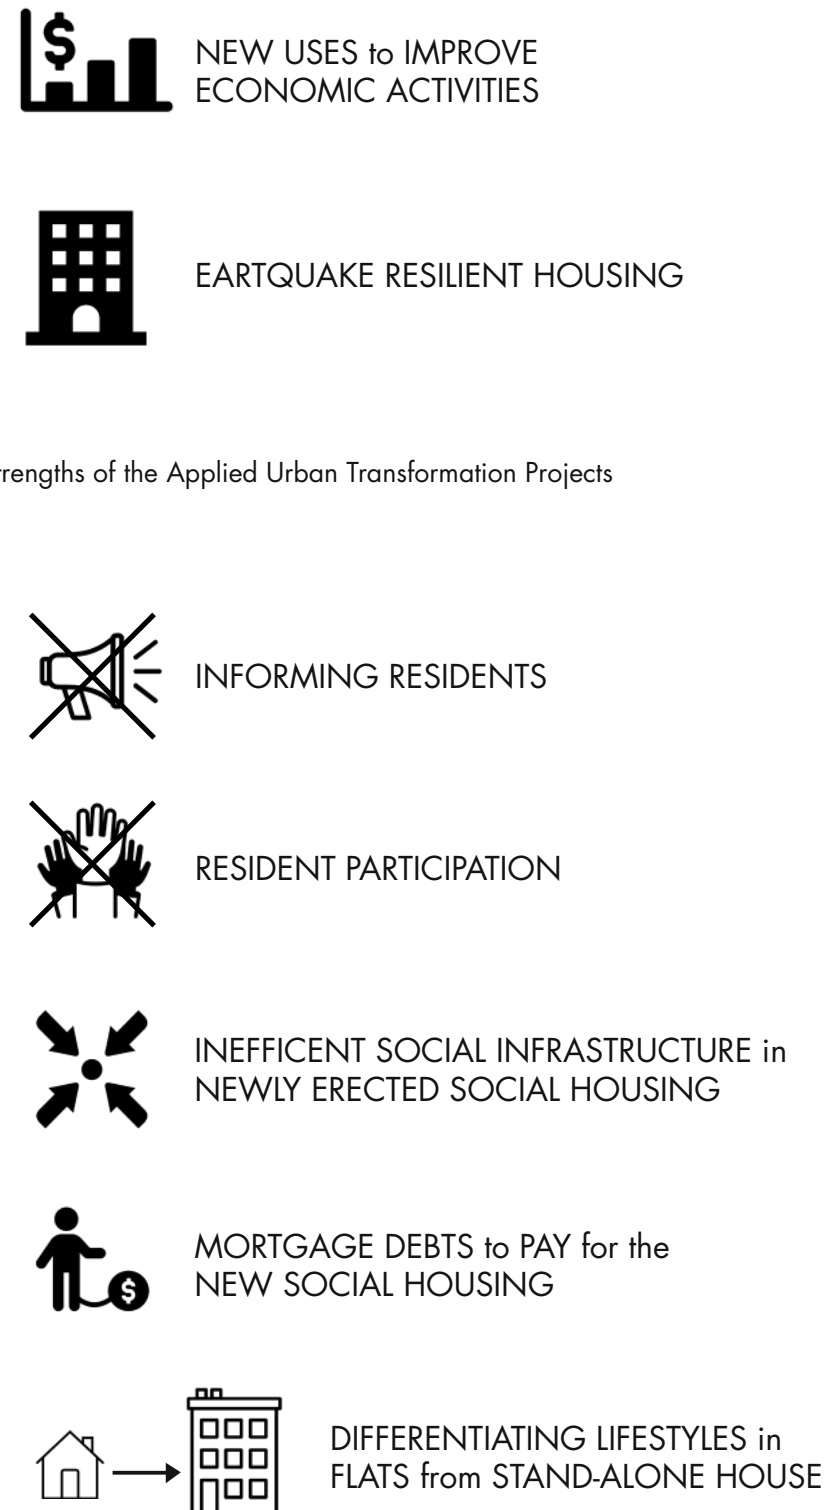 NEW USES to IMPROVE
ECONOMIC ACTIVITIES
EARTQUAKE RESILIENT HOUSING
trengths of the Applied Urban Transformation Projects
INFORMING RESIDENTS
RESIDENT PARTICIPATION
INEFFICENT SOCIAL INFRASTRUCTURE in
NEWLY ERECTED SOCIAL HOUSING
MORTGAGE DEBTS to PAY for the
NEW SOCIAL HOUSING
DIFFERENTIATING LIFESTYLES in
FLATS from STAND-ALONE HOUSE